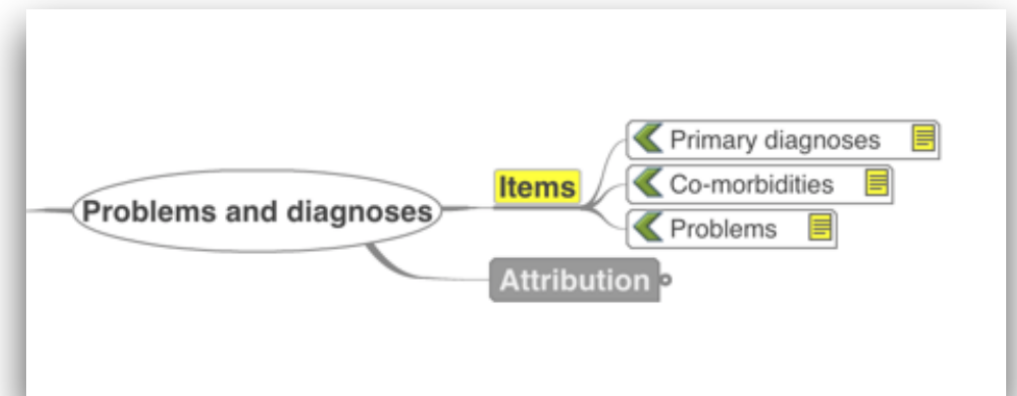 Problems and diagnoses
Items
Primary diagnoses
Co-morbidities
Problems
Attribution